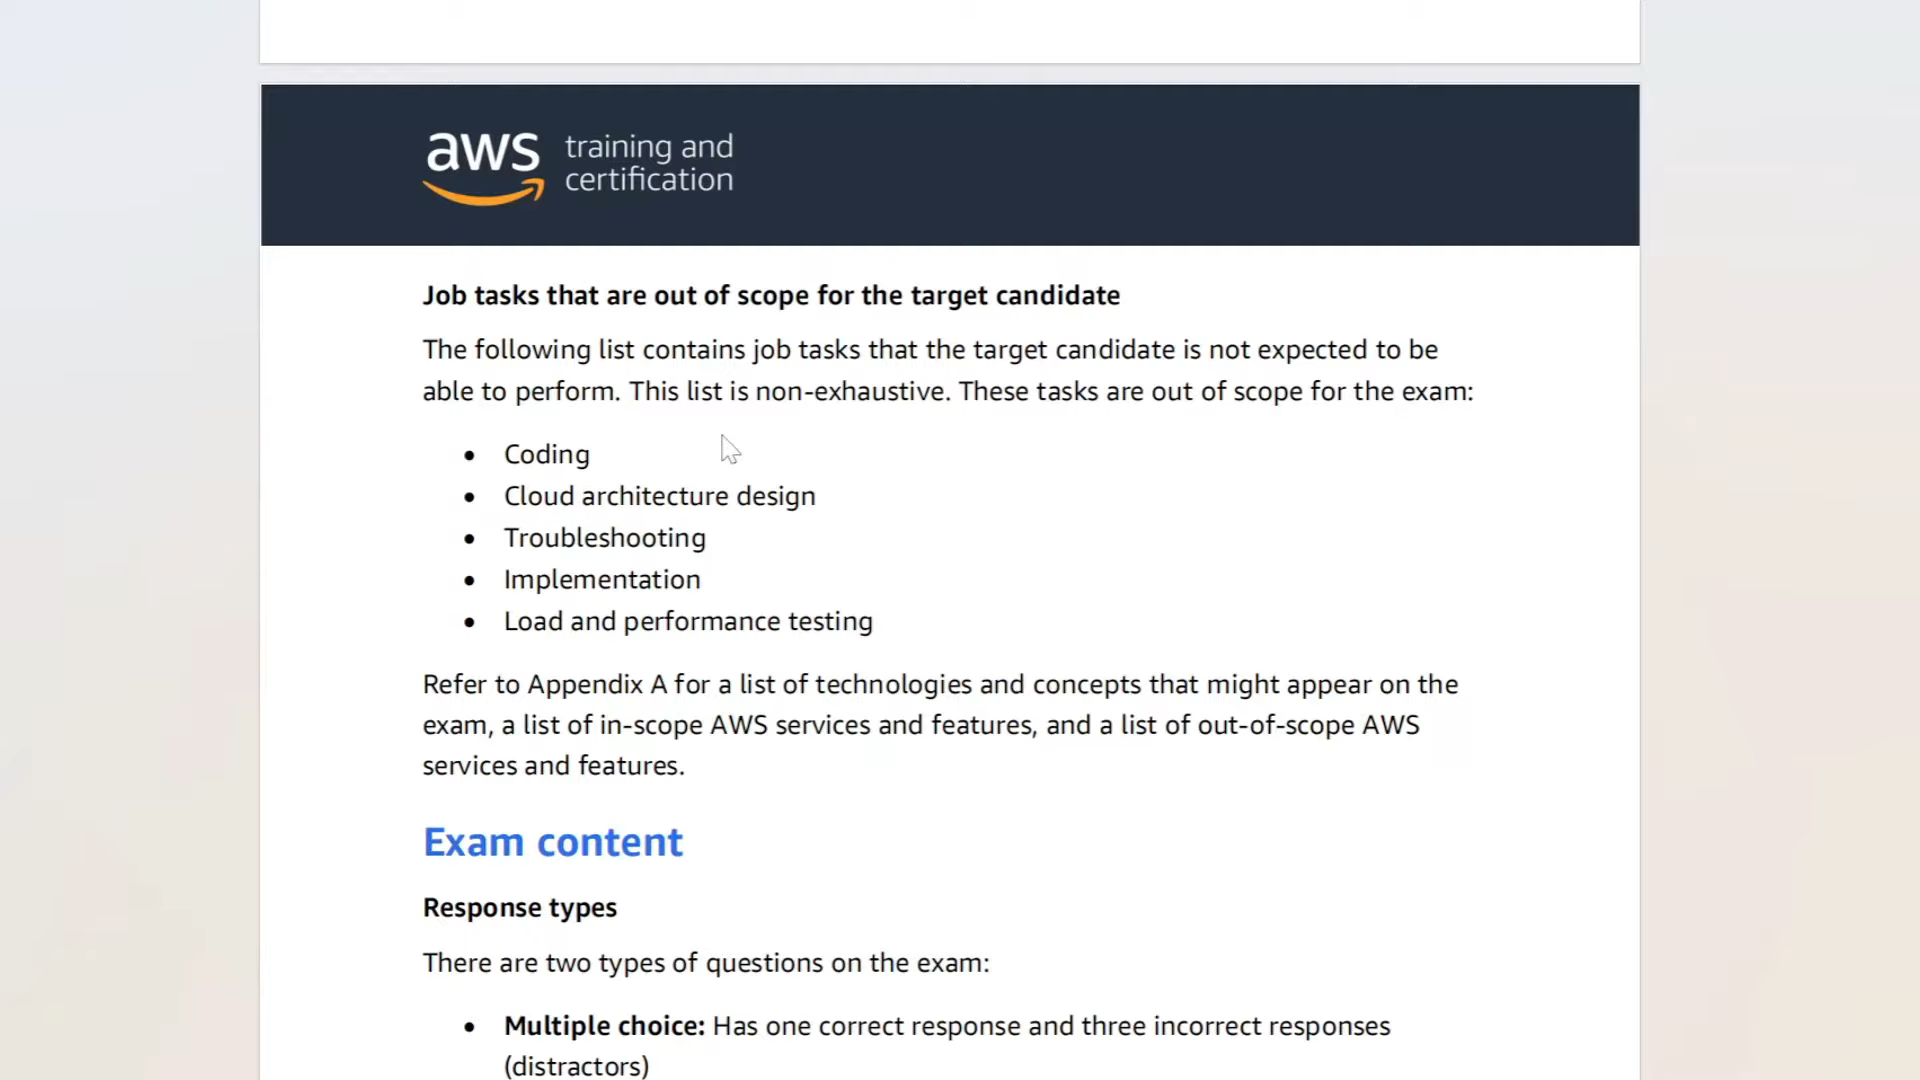 aws training and
certification
Job tasks that are out of scope for the target candidate
The following list contains job tasks that the target candidate is not expected to be
able to perform. This list is non-exhaustive. These tasks are out of scope for the exam:
• Coding
• Cloud architecture design
• Troubleshooting
• Implementation
• Load and performance testing
Refer to Appendix A for a list of technologies and concepts that might appear on the
exam, a list of in-scope AWS services and features, and a list of out-of-scope AWS
services and features.
Exam content
Response types
There are two types of questions on the exam:
• Multiple choice: Has one correct response and three incorrect responses
(distractors)